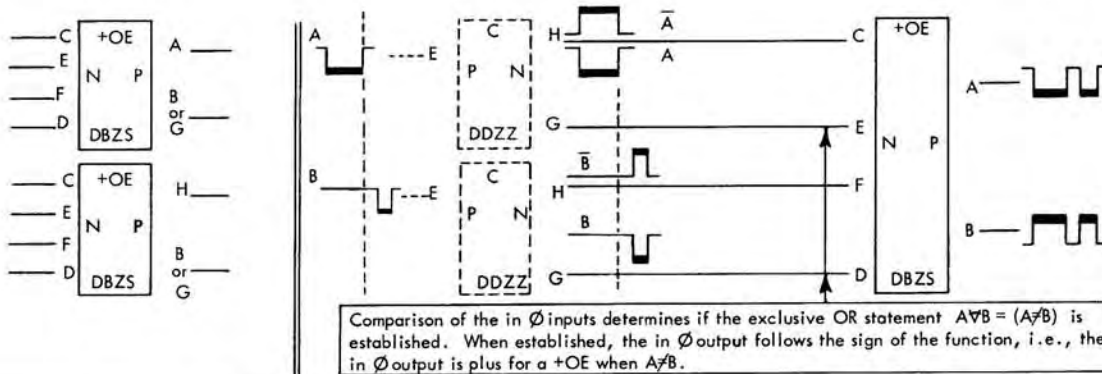 C
+OE
A
E
N P
F
B
or
G
D
DBZS
C
+OE
H
E
N P
F
B
or
G
D
DBZS
A
E
C
P N
DDZZ
H
A̅
A
C
+OE
A
G
E
N P
B
E
C
P N
DDZZ
B̅
H
F
B
G
D
DBZS
B
Comparison of the in Ø inputs determines if the exclusive OR statement A∀B = (A≠B) is
established. When established, the in Ø output follows the sign of the function, i.e., the
in Ø output is plus for a +OE when A≠B.